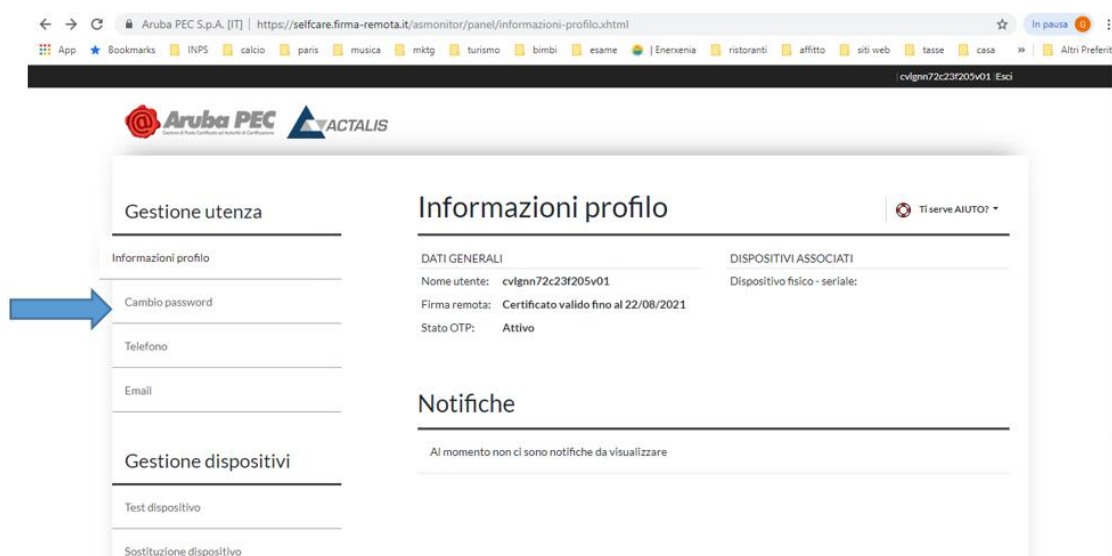 Aruba PEC S.p.A. [IT] | https://selfcare.firma-remota.it/asmonitor/panel/informazioni-profilo.xhtml
In pausa G
App Bookmarks INPS calcio paris musica mktg turismo bimbi esame | Enerxenia ristoranti affitto siti web tasse casa » Altri Preferit
cvlgnn72c23f205v01 Esci
Aruba PEC
ACTALIS
Gestione utenza
Informazioni profilo
Cambio password
Telefono
Email
Gestione dispositivi
Test dispositivo
Sostituzione dispositivo
Informazioni profilo
Ti serve AIUTO?
DATI GENERALI
Nome utente: cvlgnn72c23f205v01
Firma remota: Certificato valido fino al 22/08/2021
Stato OTP: Attivo
DISPOSITIVI ASSOCIATI
Dispositivo fisico - seriale:
Notifiche
Al momento non ci sono notifiche da visualizzare